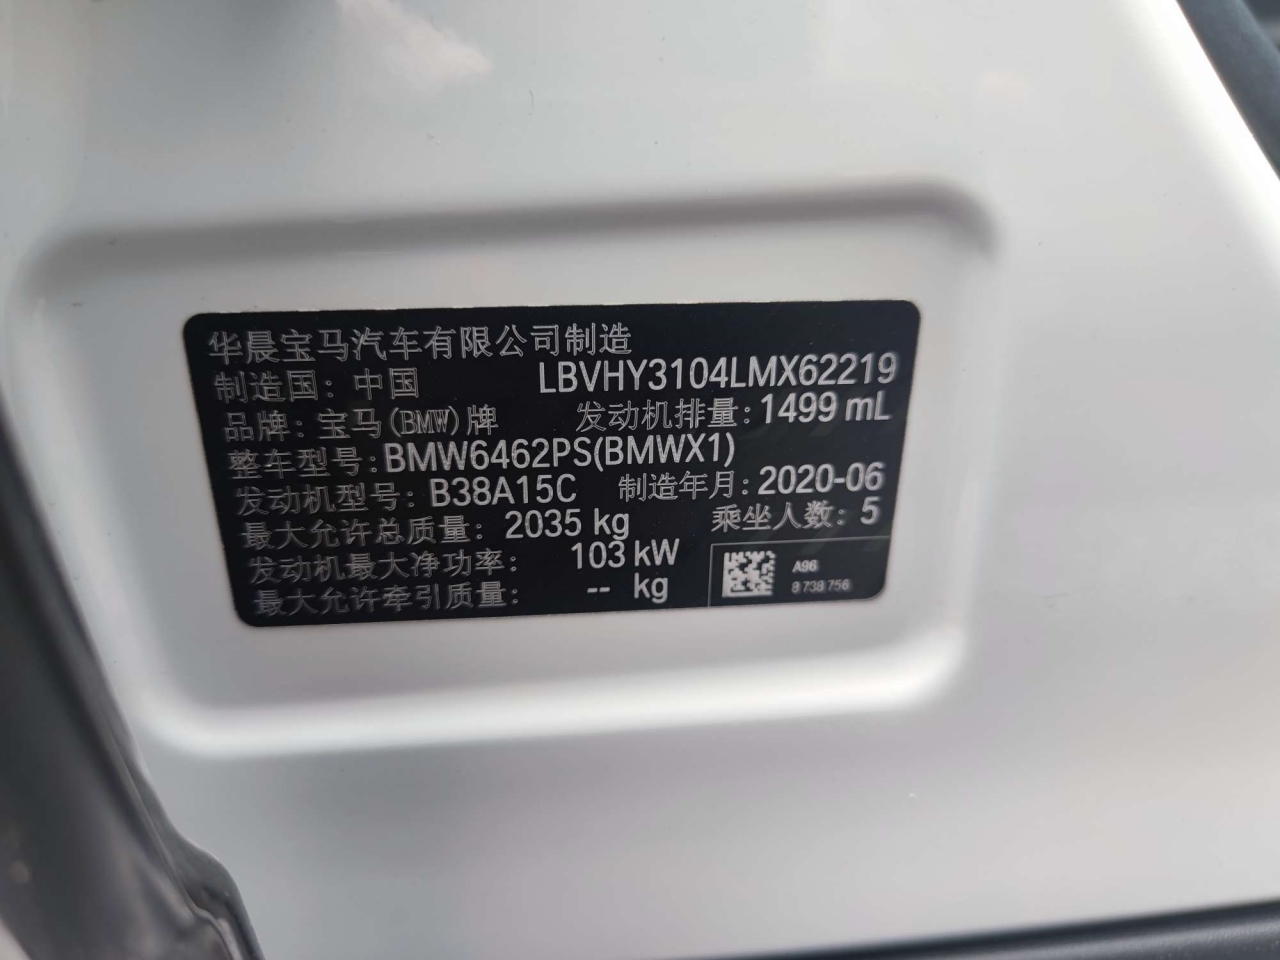 华晨宝马汽车有限公司制造
制造国：中国 LBVHY3104LMX62219
品牌：宝马(BMW)牌 发动机排量：1499 mL
整车型号：BMW6462PS(BMWX1)
发动机型号：B38A15C 制造年月：2020-06
最大允许总质量：2035 kg 乘坐人数：5
发动机最大净功率：103 kW
最大允许牵引质量：-- kg
A96
8 738 756